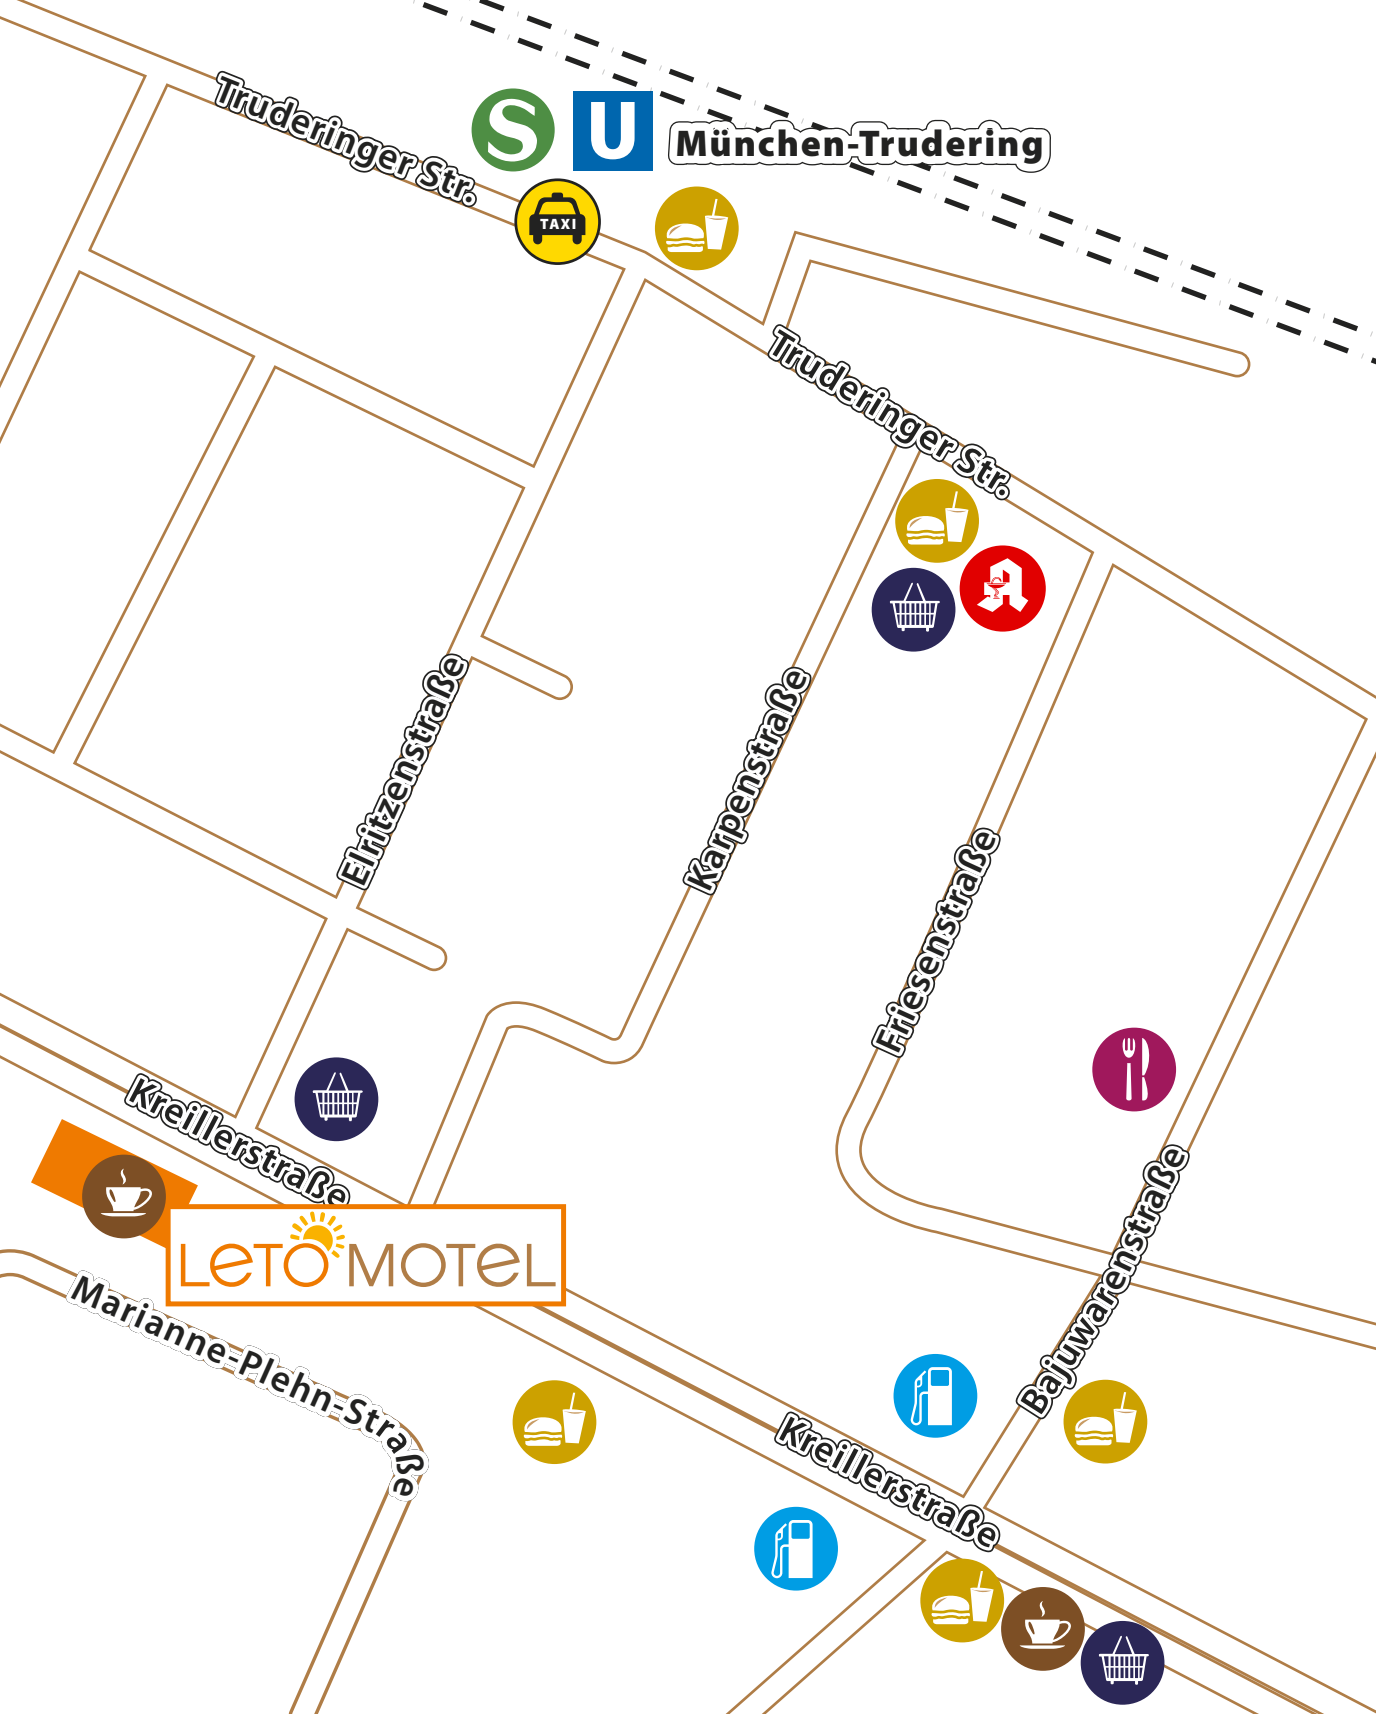 Truderinger Str.
S
U
München-Trudering
TAXI
Truderinger Str.
A
Elritzenstraße
Karpenstraße
Friesenstraße
Kreillerstraße
Bajuwarenstraße
LeTO MOTeL
Marianne-Plehn-Straße
Kreillerstraße